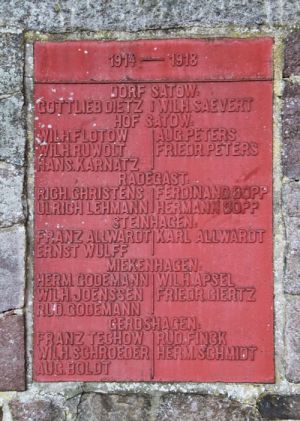 1914 — 1918
DORF SATOW:
GOTTLIEB DIETZ WILH. SAEVERT
HOF SATOW:
WILH. FLOTOW AUG. PETERS
WILH. RUWOLT FRIEDR. PETERS
HANS. KARNATZ
RADEGAST:
RICH. CHRISTENS FERDINAND BOPP
ULRICH LEHMANN HERMANN BOPP
STEINHAGEN:
FRANZ ALLWARDT KARL ALLWARDT
ERNST WULFF
MIEKENHAGEN:
HERM. GODEMANN WILH. APSEL
WILH. JOENSSEN FRIEDR. GIERTZ
RUD. GODEMANN
GERDSHAGEN:
FRANZ TECHOW RUD. FINCK
WILH. SCHROEDER HERM. SCHMIDT
AUG. BOLDT